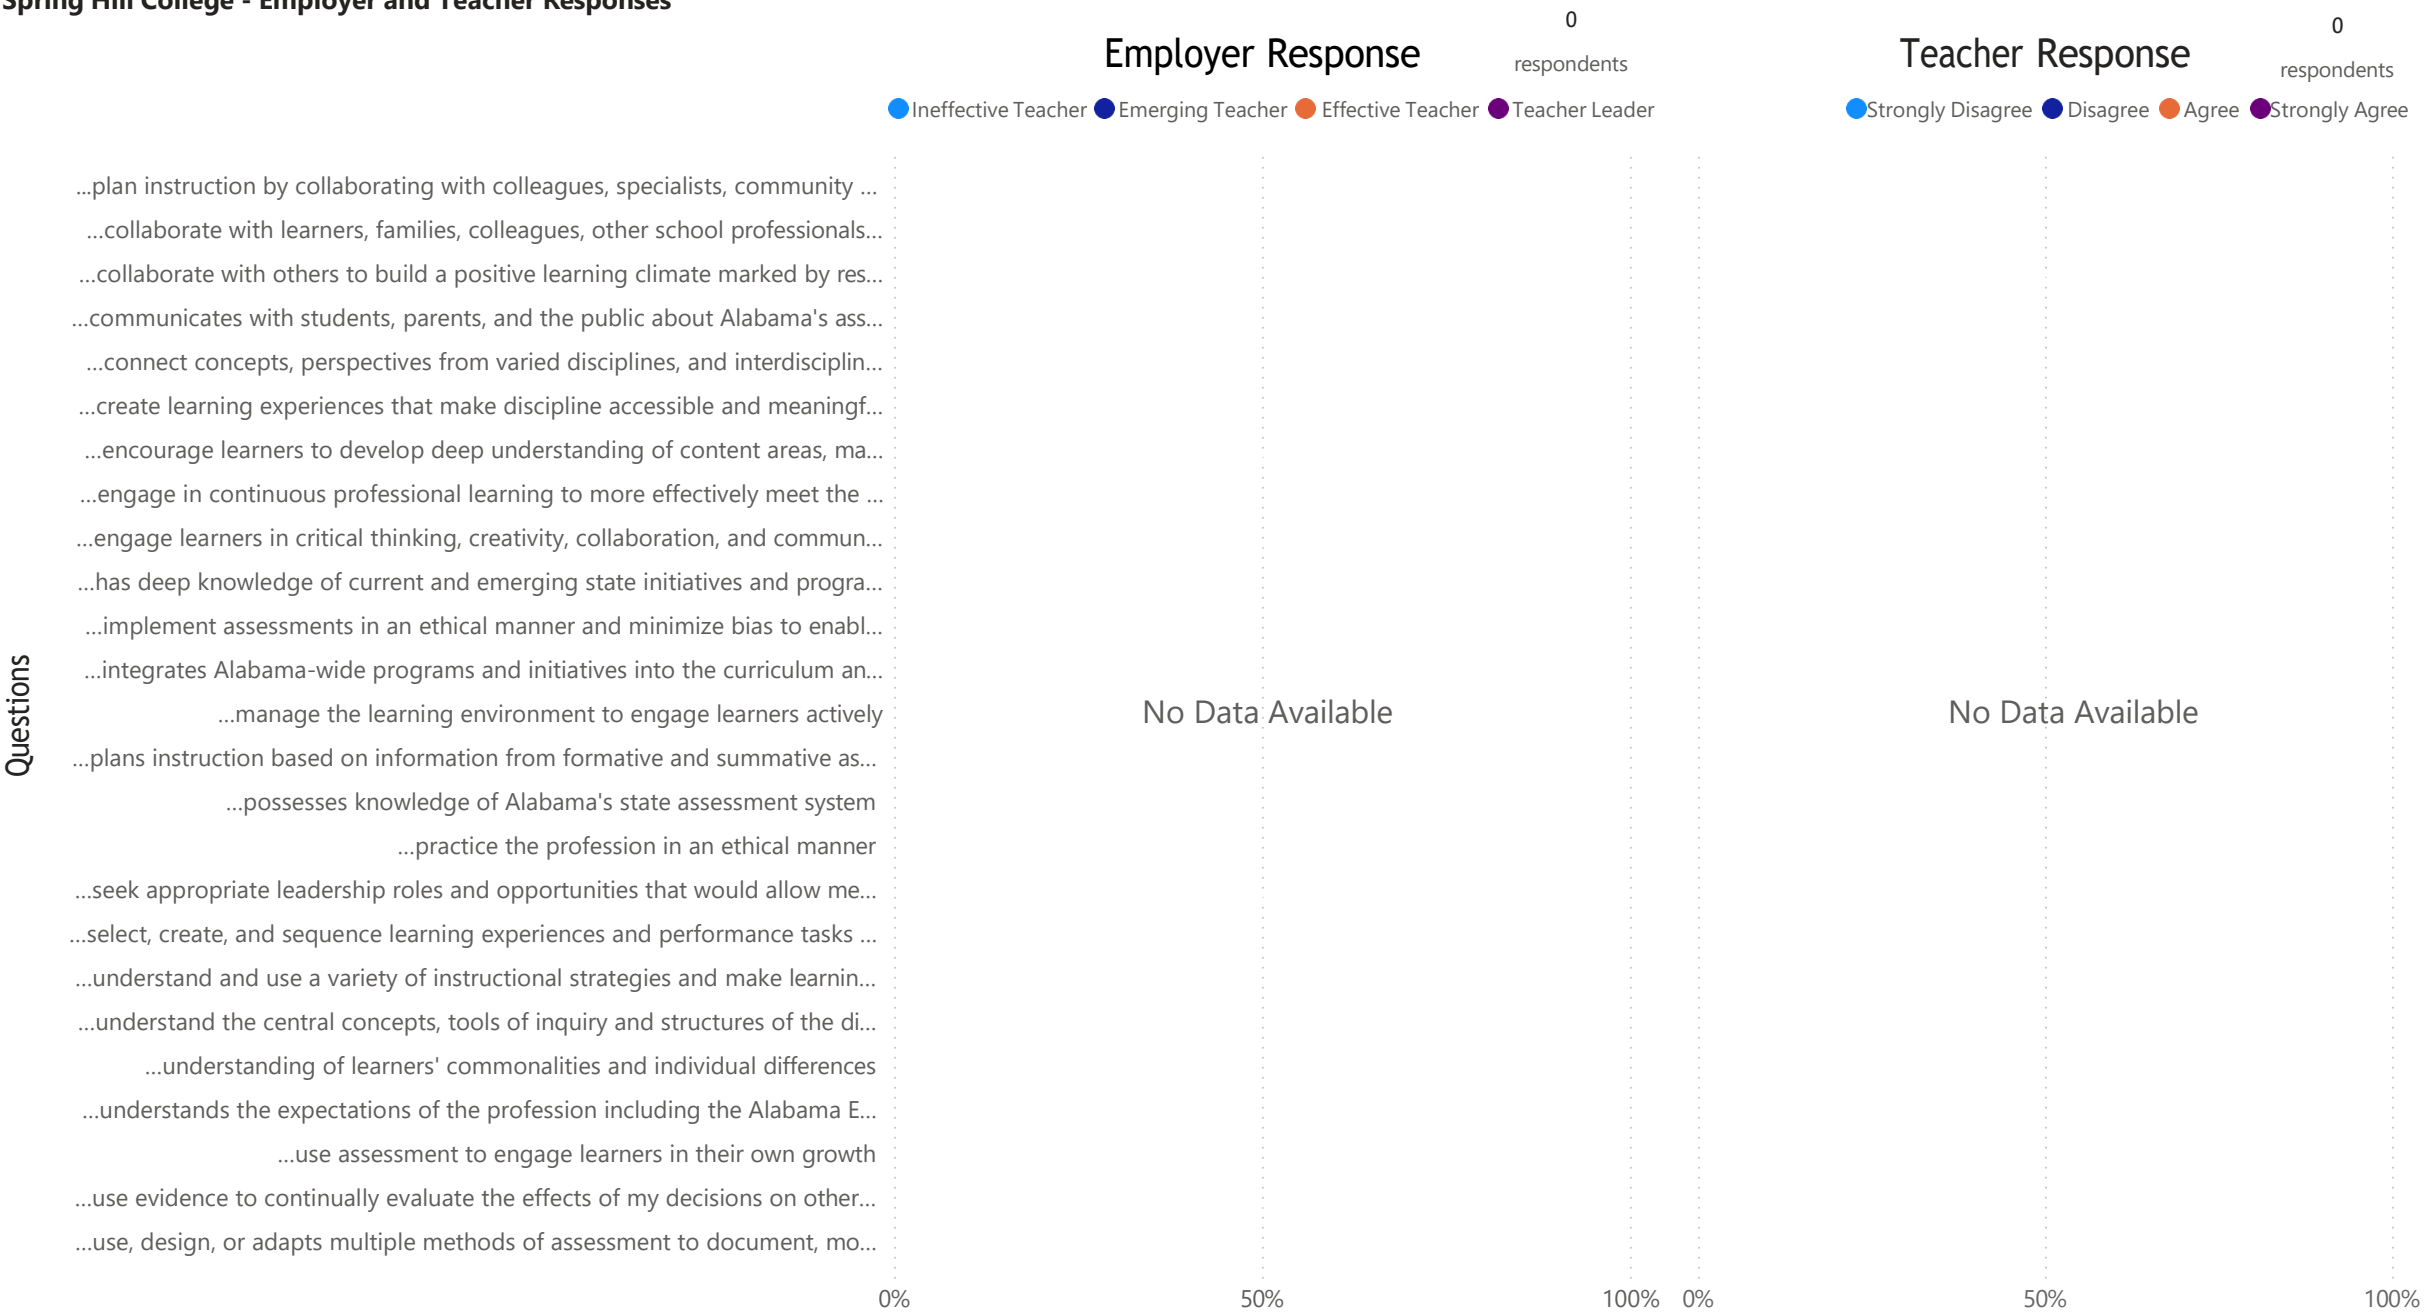 Spring Hill College - Employer and Teacher Responses
Employer Response
0
respondents
Teacher Response
0
respondents
Ineffective Teacher Emerging Teacher Effective Teacher Teacher Leader
Strongly Disagree Disagree Agree Strongly Agree
Questions
...plan instruction by collaborating with colleagues, specialists, community ...
...collaborate with learners, families, colleagues, other school professionals...
...collaborate with others to build a positive learning climate marked by res...
...communicates with students, parents, and the public about Alabama's ass...
...connect concepts, perspectives from varied disciplines, and interdisciplin...
...create learning experiences that make discipline accessible and meaningf...
...encourage learners to develop deep understanding of content areas, ma...
...engage in continuous professional learning to more effectively meet the ...
...engage learners in critical thinking, creativity, collaboration, and commun...
...has deep knowledge of current and emerging state initiatives and progra...
...implement assessments in an ethical manner and minimize bias to enabl...
...integrates Alabama-wide programs and initiatives into the curriculum an...
...manage the learning environment to engage learners actively
...plans instruction based on information from formative and summative as...
...possesses knowledge of Alabama's state assessment system
...practice the profession in an ethical manner
...seek appropriate leadership roles and opportunities that would allow me...
...select, create, and sequence learning experiences and performance tasks ...
...understand and use a variety of instructional strategies and make learnin...
...understand the central concepts, tools of inquiry and structures of the di...
...understanding of learners' commonalities and individual differences
...understands the expectations of the profession including the Alabama E...
...use assessment to engage learners in their own growth
...use evidence to continually evaluate the effects of my decisions on other...
...use, design, or adapts multiple methods of assessment to document, mo...
No Data Available
No Data Available
0% 50% 100%
0% 50% 100%